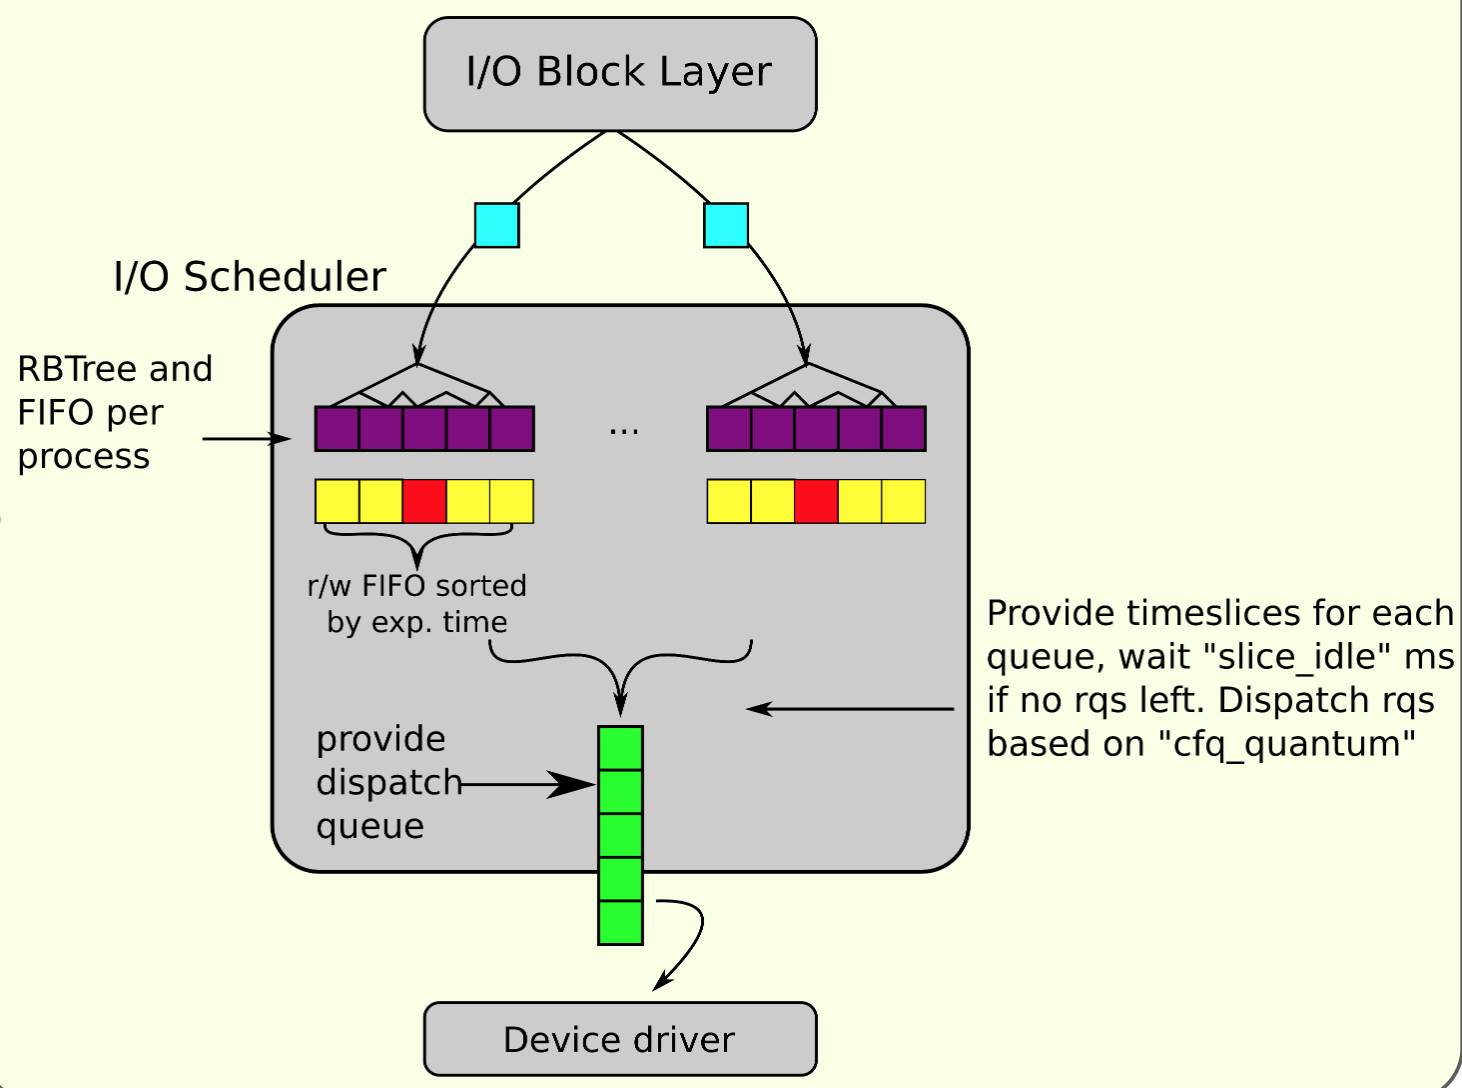 I/O Block Layer
I/O Scheduler
RBTree and
FIFO per
process
...
r/w FIFO sorted
by exp. time
Provide timeslices for each
queue, wait "slice_idle" ms
if no rqs left. Dispatch rqs
based on "cfq_quantum"
provide
dispatch
queue
Device driver